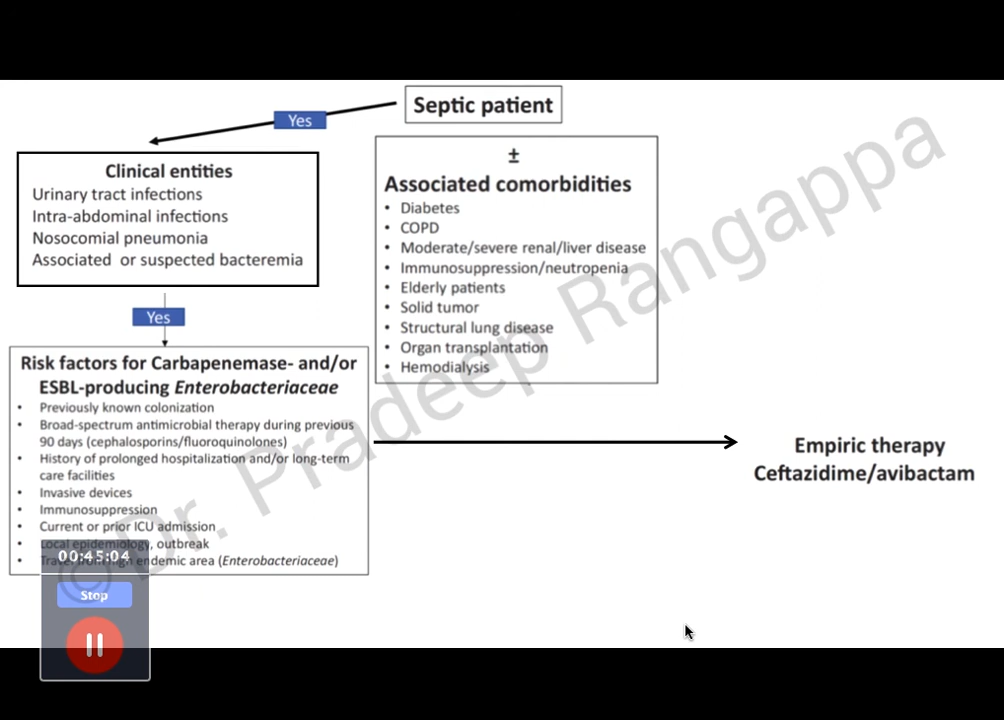 Septic patient
Yes
Clinical entities
Urinary tract infections
Intra-abdominal infections
Nosocomial pneumonia
Associated or suspected bacteremia
±
Associated comorbidities
• Diabetes
• COPD
• Moderate/severe renal/liver disease
• Immunosuppression/neutropenia
• Elderly patients
• Solid tumor
• Structural lung disease
• Organ transplantation
• Hemodialysis
Yes
Risk factors for Carbapenemase- and/or
ESBL-producing Enterobacteriaceae
• Previously known colonization
• Broad-spectrum antimicrobial therapy during previous
90 days (cephalosporins/fluoroquinolones)
• History of prolonged hospitalization and/or long-term
care facilities
• Invasive devices
• Immunosuppression
• Current or prior ICU admission
• Local epidemiology, outbreak
• Travel from high endemic area (Enterobacteriaceae)
Empiric therapy
Ceftazidime/avibactam
© Dr. Pradeep Rangappa
00:45:04
Stop